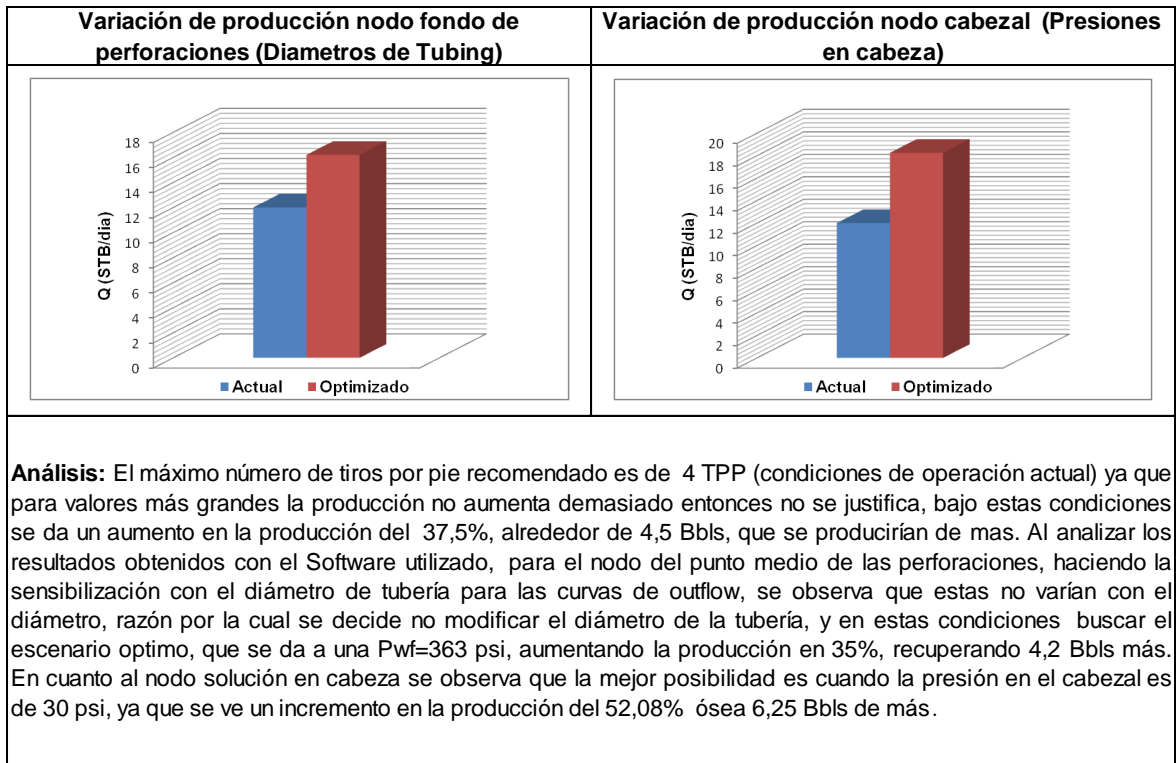 Variación de producción nodo fondo de
perforaciones (Diametros de Tubing)
Variación de producción nodo cabezal (Presiones
en cabeza)
18
16
14
12
10
8
6
4
2
0
Q (STB/dia)
Actual Optimizado
20
18
16
14
12
10
8
6
4
2
0
Q (STB/dia)
Actual Optimizado
Análisis: El máximo número de tiros por pie recomendado es de 4 TPP (condiciones de operación actual) ya que
para valores más grandes la producción no aumenta demasiado entonces no se justifica, bajo estas condiciones
se da un aumento en la producción del 37,5%, alrededor de 4,5 Bbls, que se producirían de mas. Al analizar los
resultados obtenidos con el Software utilizado, para el nodo del punto medio de las perforaciones, haciendo la
sensibilización con el diámetro de tubería para las curvas de outflow, se observa que estas no varían con el
diámetro, razón por la cual se decide no modificar el diámetro de la tubería, y en estas condiciones buscar el
escenario optimo, que se da a una Pwf=363 psi, aumentando la producción en 35%, recuperando 4,2 Bbls más.
En cuanto al nodo solución en cabeza se observa que la mejor posibilidad es cuando la presión en el cabezal es
de 30 psi, ya que se ve un incremento en la producción del 52,08% ósea 6,25 Bbls de más.